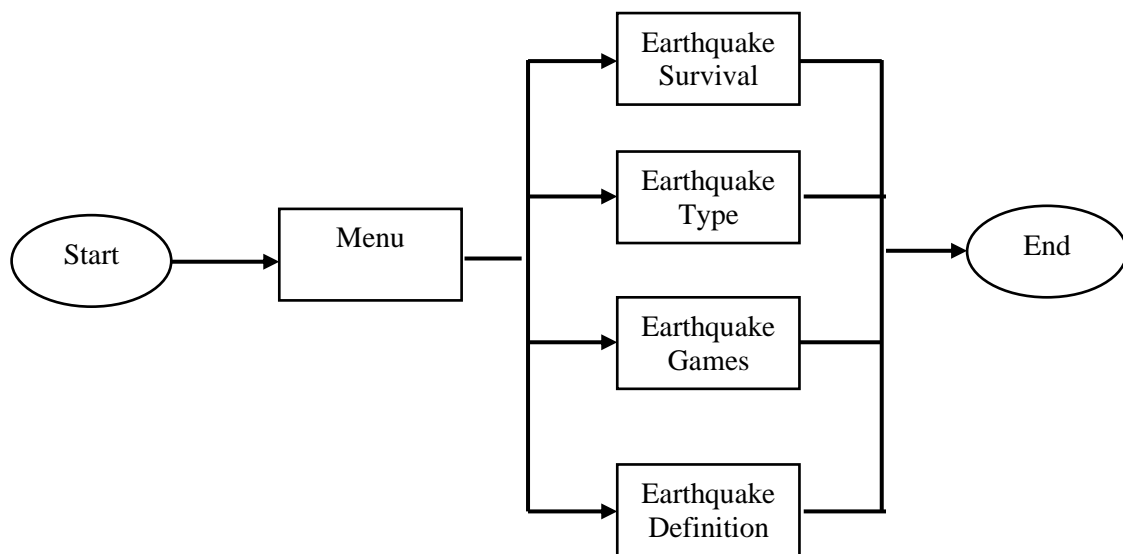 Start
Menu
Earthquake
Survival
Earthquake
Type
Earthquake
Games
Earthquake
Definition
End